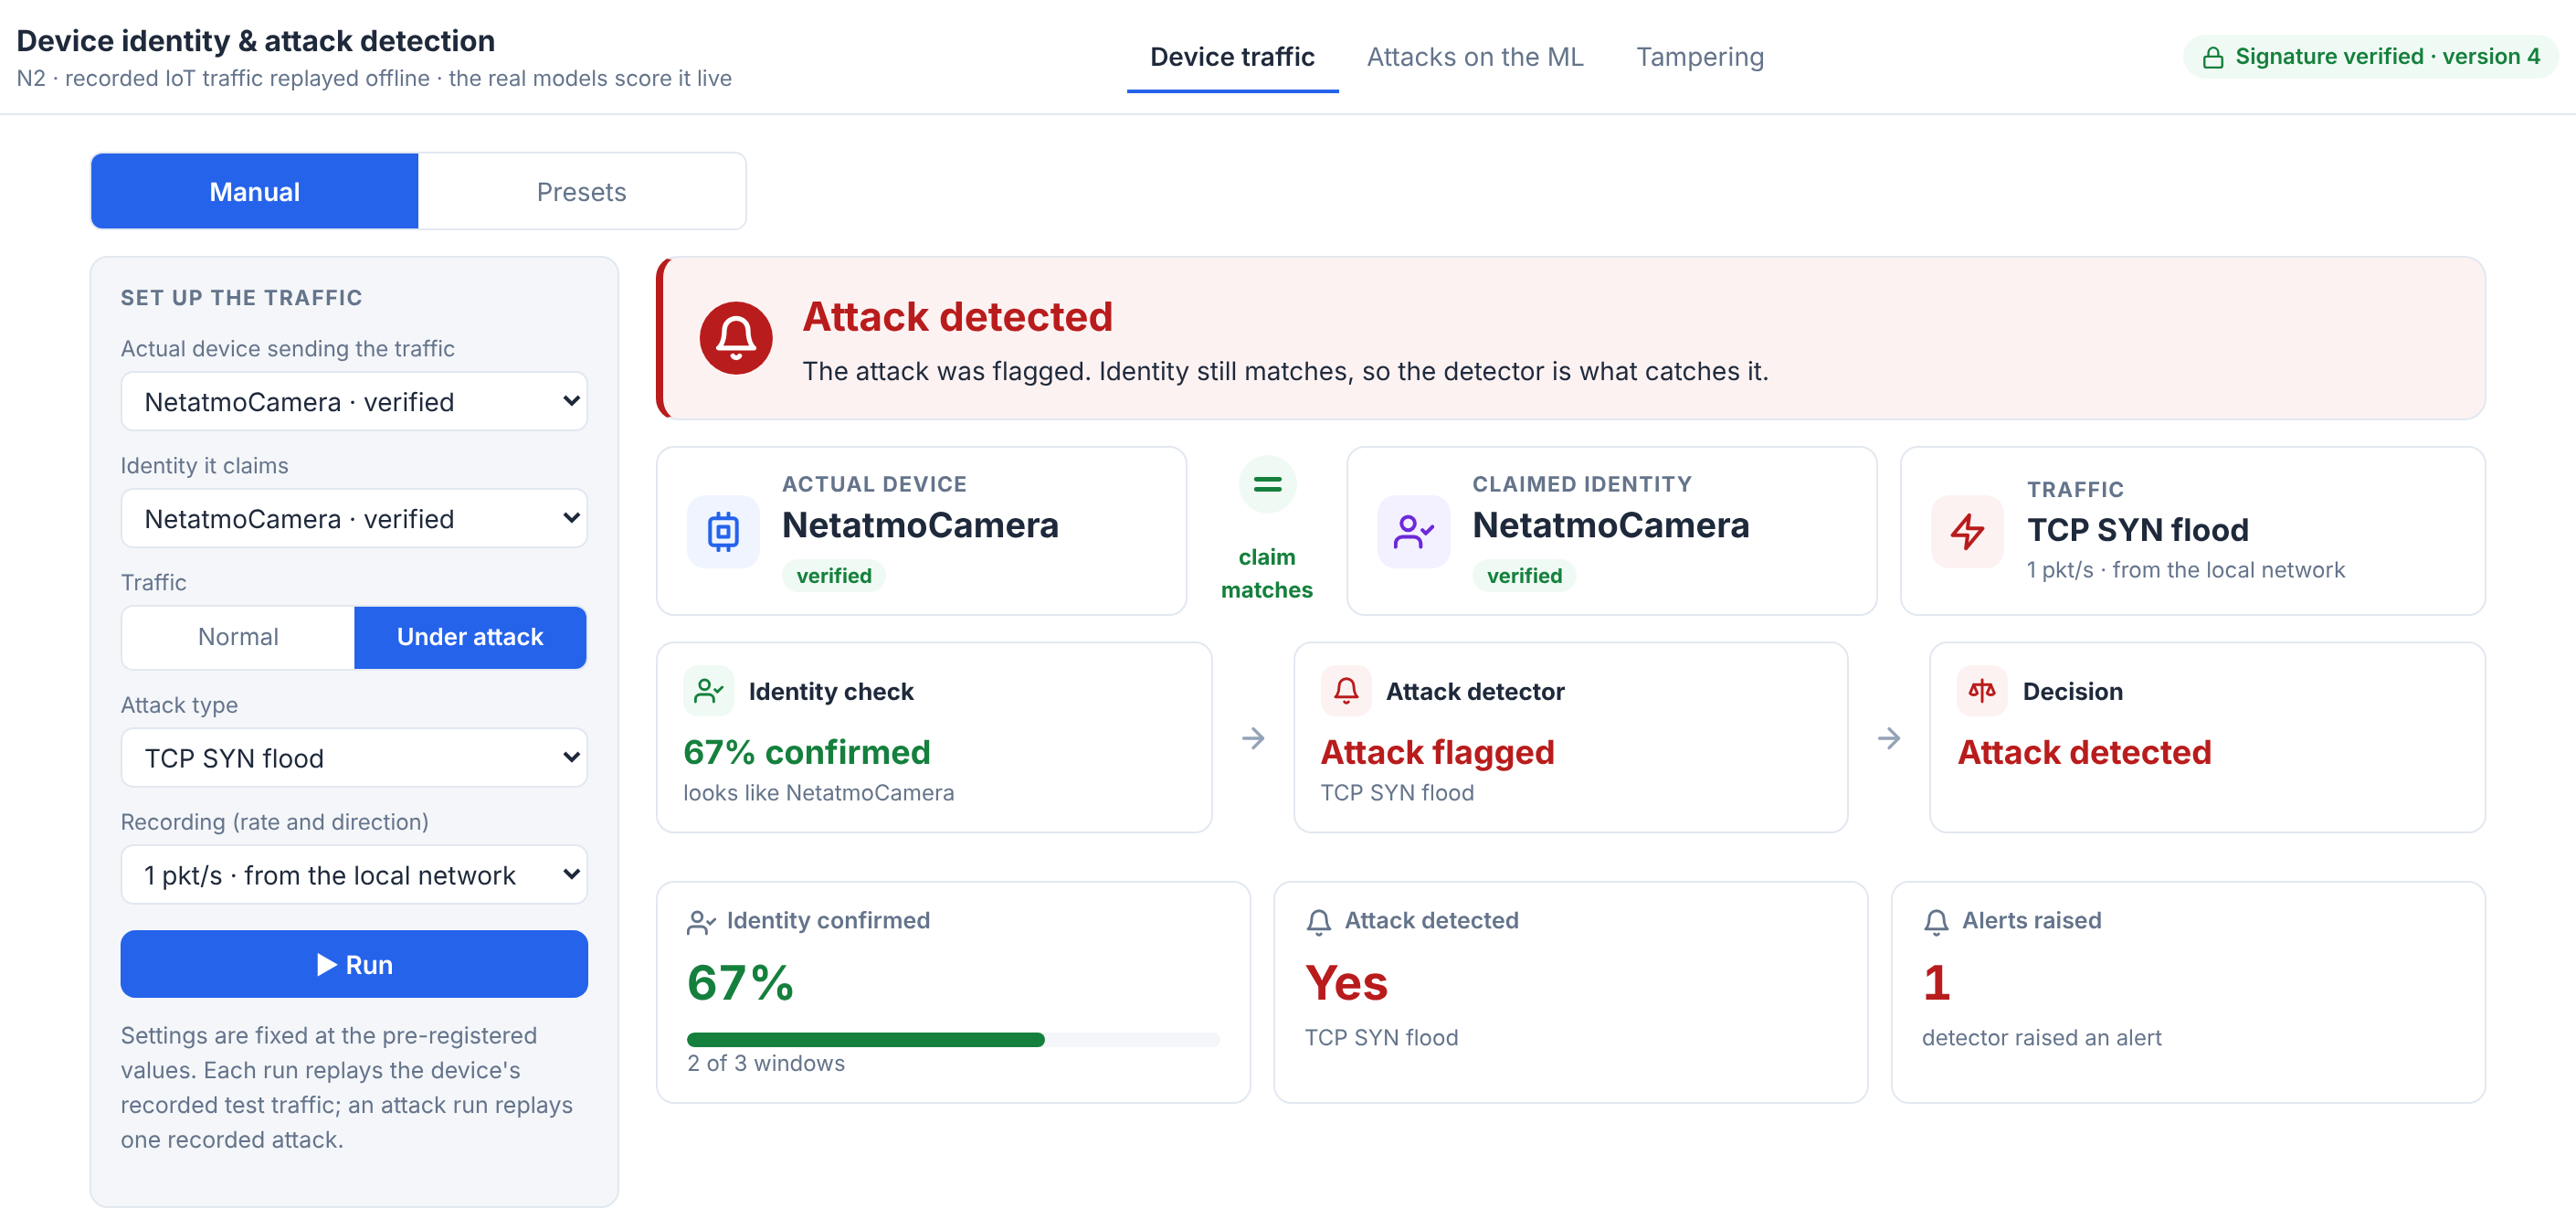 Device identity & attack detection
N2 · recorded IoT traffic replayed offline · the real models score it live
Device traffic
Attacks on the ML
Tampering
Signature verified · version 4
Manual
Presets
SET UP THE TRAFFIC
Actual device sending the traffic
NetatmoCamera · verified
Identity it claims
NetatmoCamera · verified
Traffic
Normal
Under attack
Attack type
TCP SYN flood
Recording (rate and direction)
1 pkt/s · from the local network
Run
Settings are fixed at the pre-registered
values. Each run replays the device's
recorded test traffic; an attack run replays
one recorded attack.
Attack detected
The attack was flagged. Identity still matches, so the detector is what catches it.
ACTUAL DEVICE
NetatmoCamera
verified
claim
matches
CLAIMED IDENTITY
NetatmoCamera
verified
TRAFFIC
TCP SYN flood
1 pkt/s · from the local network
Identity check
67% confirmed
looks like NetatmoCamera
Attack detector
Attack flagged
TCP SYN flood
Decision
Attack detected
Identity confirmed
67%
2 of 3 windows
Attack detected
Yes
TCP SYN flood
Alerts raised
1
detector raised an alert